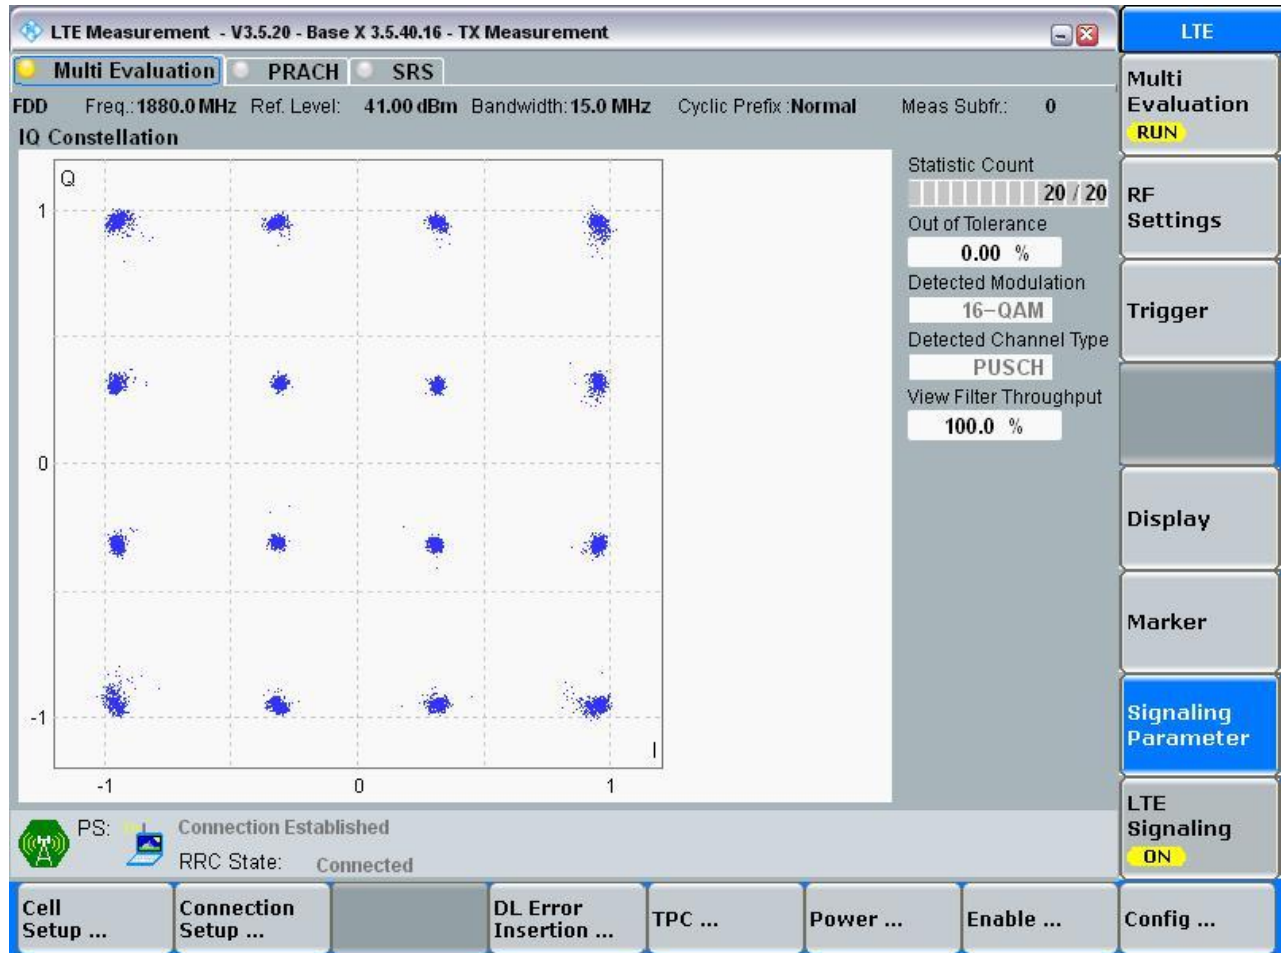 LTE Measurement - V3.5.20 - Base X 3.5.40.16 - TX Measurement
LTE
Multi Evaluation PRACH SRS
FDD Freq.: 1880.0 MHz Ref. Level: 41.00 dBm Bandwidth: 15.0 MHz Cyclic Prefix : Normal Meas Subfr.: 0
IQ Constellation
Q
1
0
-1
-1 0 1
I
Statistic Count
20 / 20
Out of Tolerance
0.00 %
Detected Modulation
16-QAM
Detected Channel Type
PUSCH
View Filter Throughput
100.0 %
Multi
Evaluation
RUN
RF
Settings
Trigger
Display
Marker
Signaling
Parameter
LTE
Signaling
ON
PS: Connection Established
RRC State: Connected
Cell
Setup ...
Connection
Setup ...
DL Error
Insertion ...
TPC ...
Power ...
Enable ...
Config ...